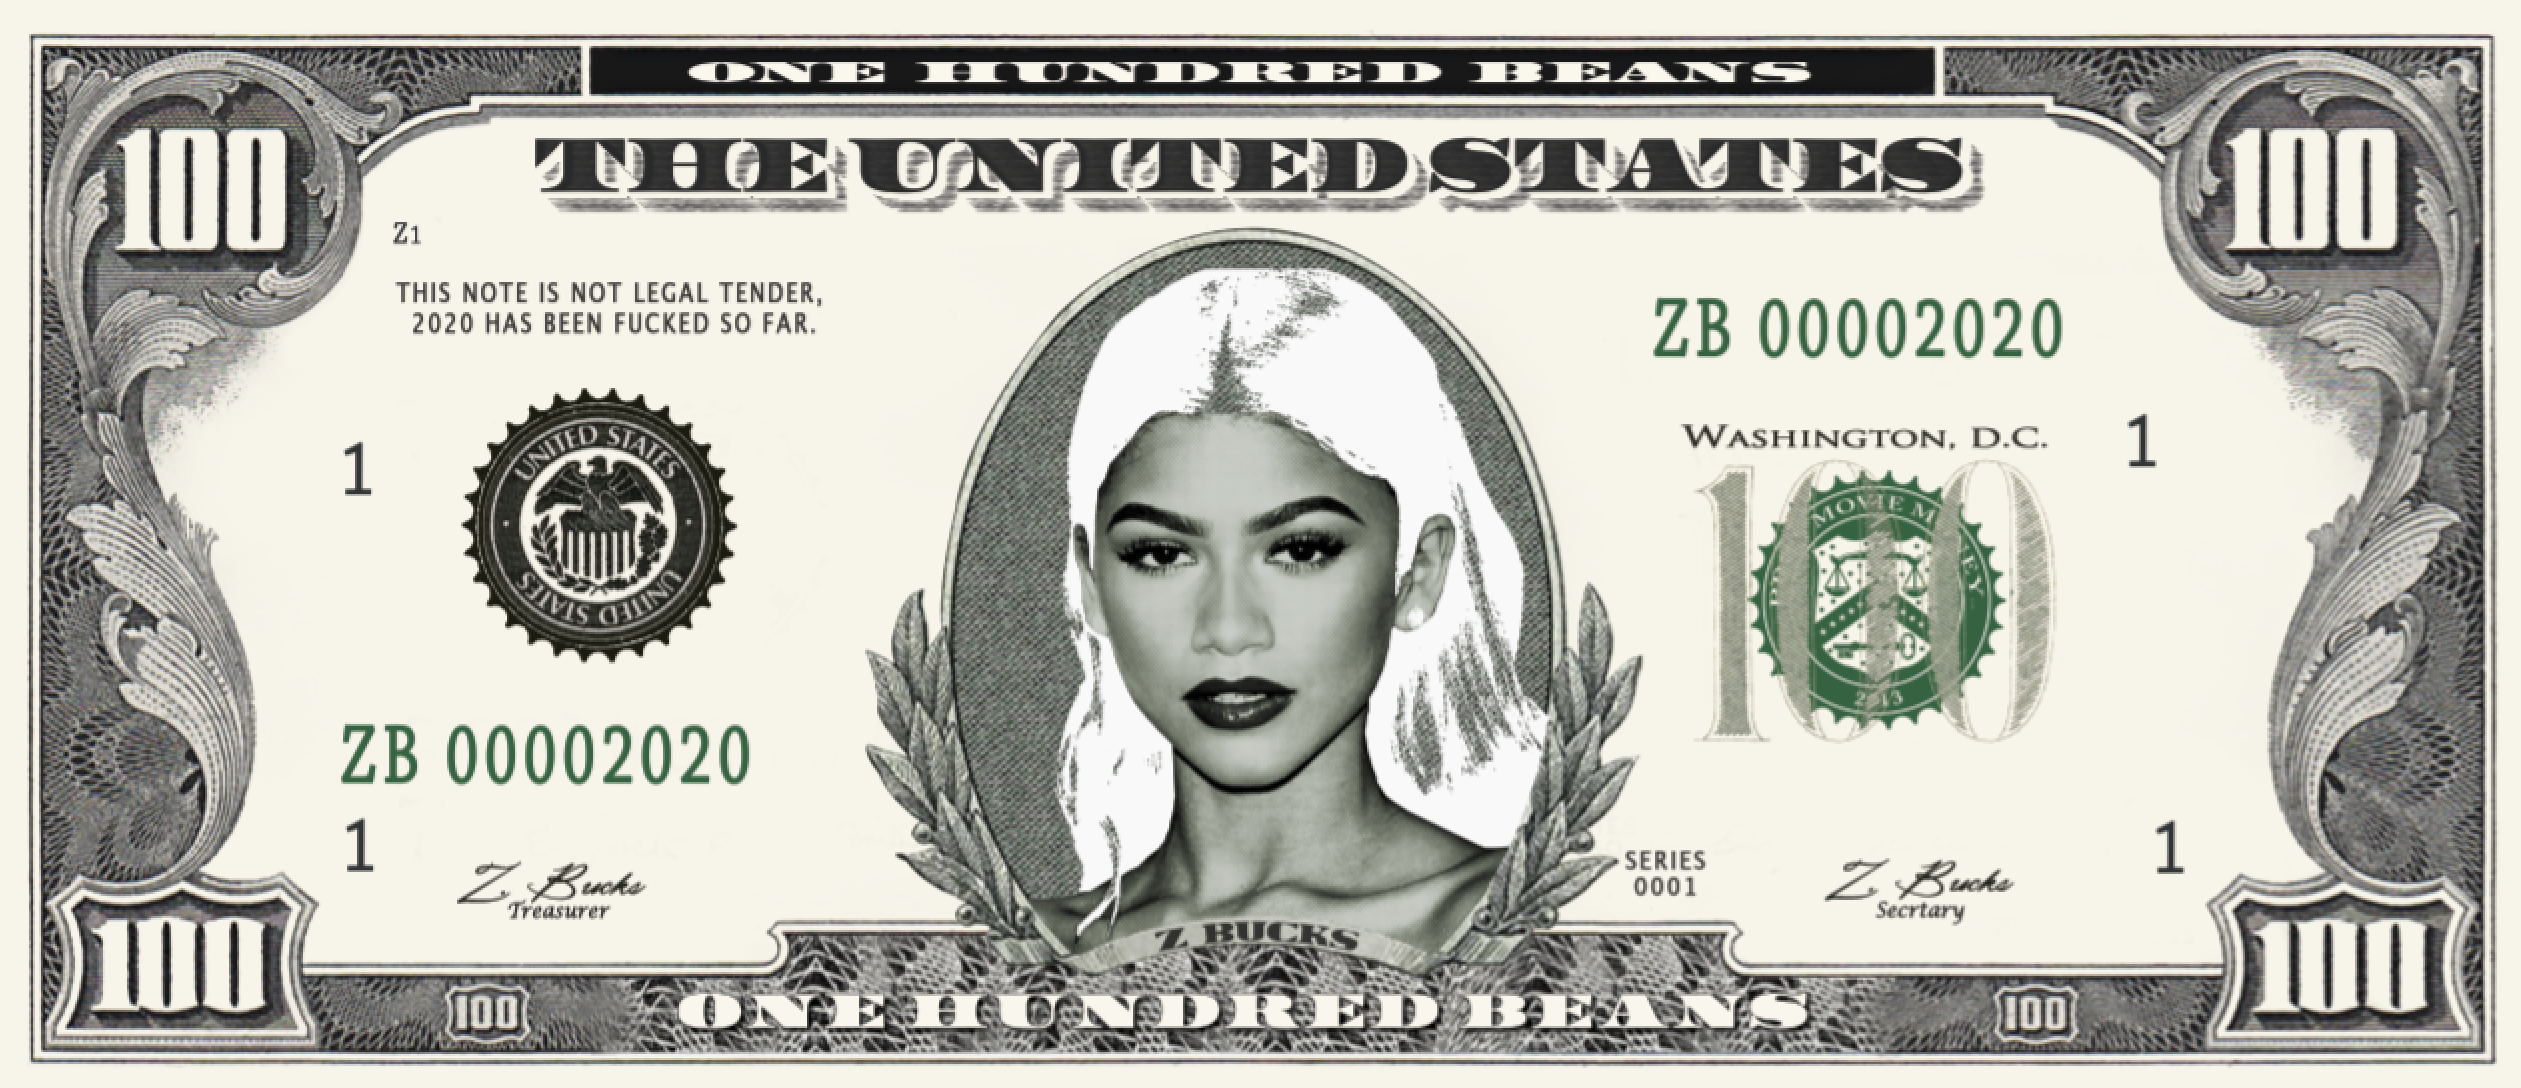 ONE HUNDRED BEANS
100
100
THE UNITED STATES
Z1
THIS NOTE IS NOT LEGAL TENDER,
2020 HAS BEEN FUCKED SO FAR.
ZB 00002020
WASHINGTON, D.C.
1
1
UNITED STATES
UNITED STATES
100
MOVIE
ZB 00002020
1
1
Z Bucks
Treasurer
SERIES
0001
Z Bucks
Secrtary
Z BUCKS
100
100
ONE HUNDRED BEANS
100
100